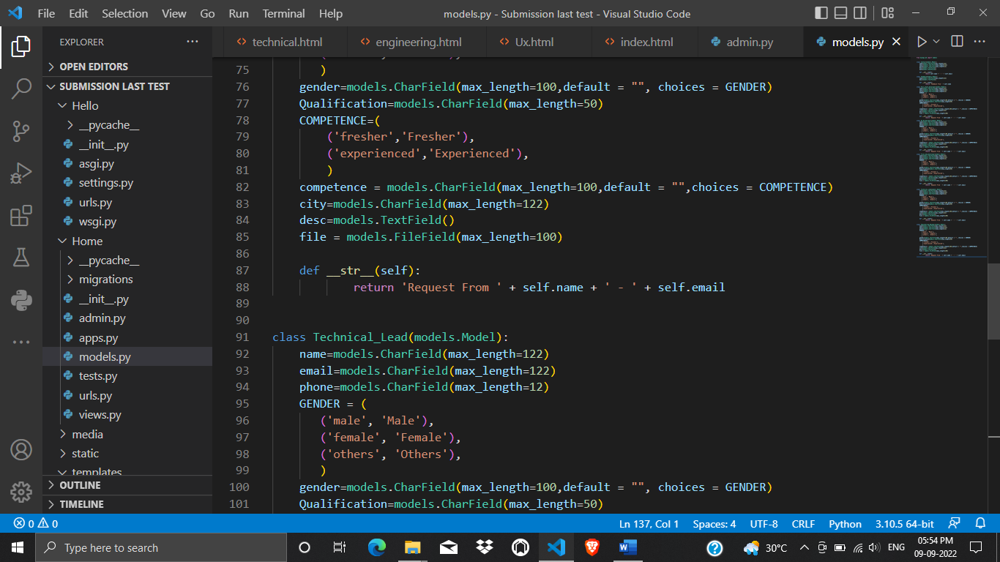 File Edit Selection View Go Run Terminal Help models.py - Submission last test - Visual Studio Code
EXPLORER
technical.html engineering.html Ux.html index.html admin.py models.py
OPEN EDITORS
SUBMISSION LAST TEST
Hello
__pycache__
__init__.py
asgi.py
settings.py
urls.py
wsgi.py
Home
__pycache__
migrations
__init__.py
admin.py
apps.py
models.py
tests.py
urls.py
views.py
media
static
templates
OUTLINE
TIMELINE
75 )
76 gender=models.CharField(max_length=100,default = "", choices = GENDER)
77 Qualification=models.CharField(max_length=50)
78 COMPETENCE=(
79 ('fresher','Fresher'),
80 ('experienced','Experienced'),
81 )
82 competence = models.CharField(max_length=100,default = "",choices = COMPETENCE)
83 city=models.CharField(max_length=122)
84 desc=models.TextField()
85 file = models.FileField(max_length=100)
86
87 def __str__(self):
88 return 'Request From ' + self.name + ' - ' + self.email
89
90
91 class Technical_Lead(models.Model):
92 name=models.CharField(max_length=122)
93 email=models.CharField(max_length=122)
94 phone=models.CharField(max_length=12)
95 GENDER = (
96 ('male', 'Male'),
97 ('female', 'Female'),
98 ('others', 'Others'),
99 )
100 gender=models.CharField(max_length=100,default = "", choices = GENDER)
101 Qualification=models.CharField(max_length=50)
0 0 Ln 137, Col 1 Spaces: 4 UTF-8 CRLF Python 3.10.5 64-bit
Type here to search 30°C ENG 05:54 PM
09-09-2022